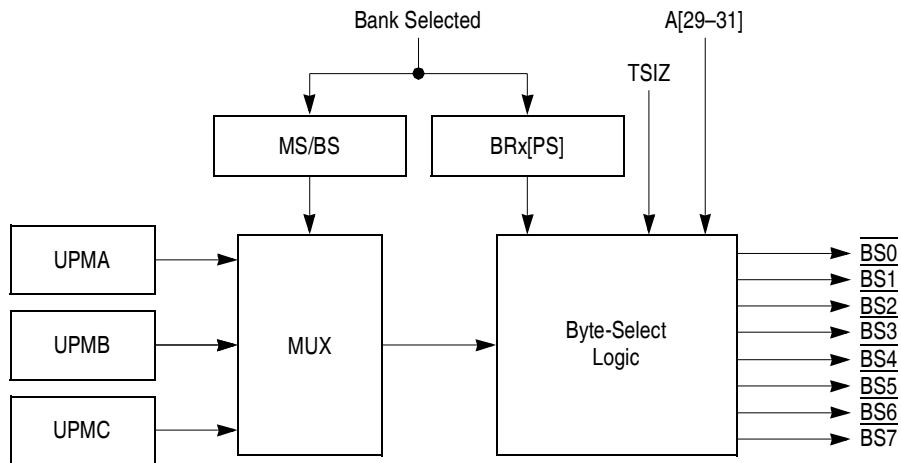 Bank Selected
A[29–31]
TSIZ
MS/BS
BRx[PS]
UPMA
UPMB
UPMC
MUX
Byte-Select
Logic
BS0
BS1
BS2
BS3
BS4
BS5
BS6
BS7